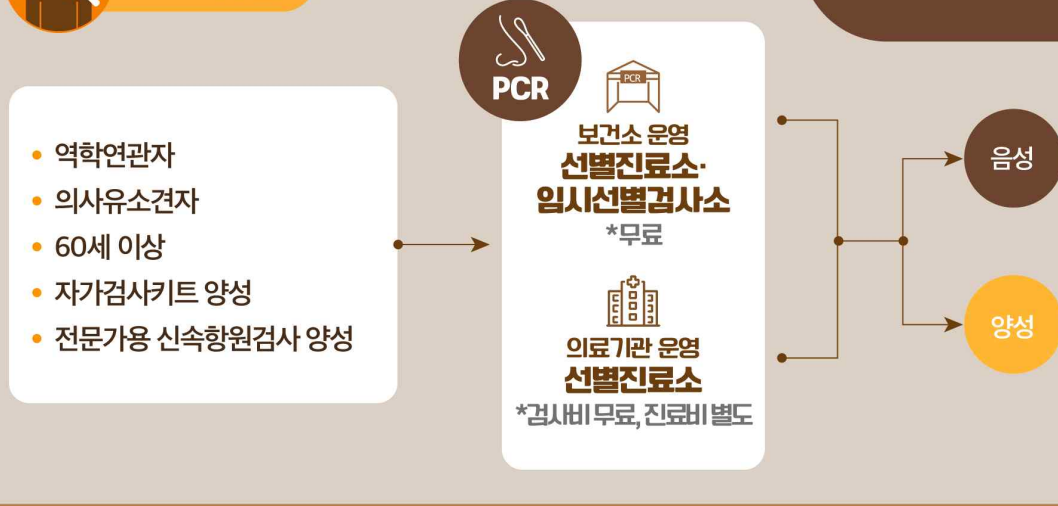 역학연관자
의사유소견자
60세 이상
자가검사키트 양성
전문가용 신속항원검사 양성
PCR
PCR
보건소 운영
선별진료소·
임시선별검사소
*무료
의료기관 운영
선별진료소
*검사비 무료, 진료비 별도
음성
양성